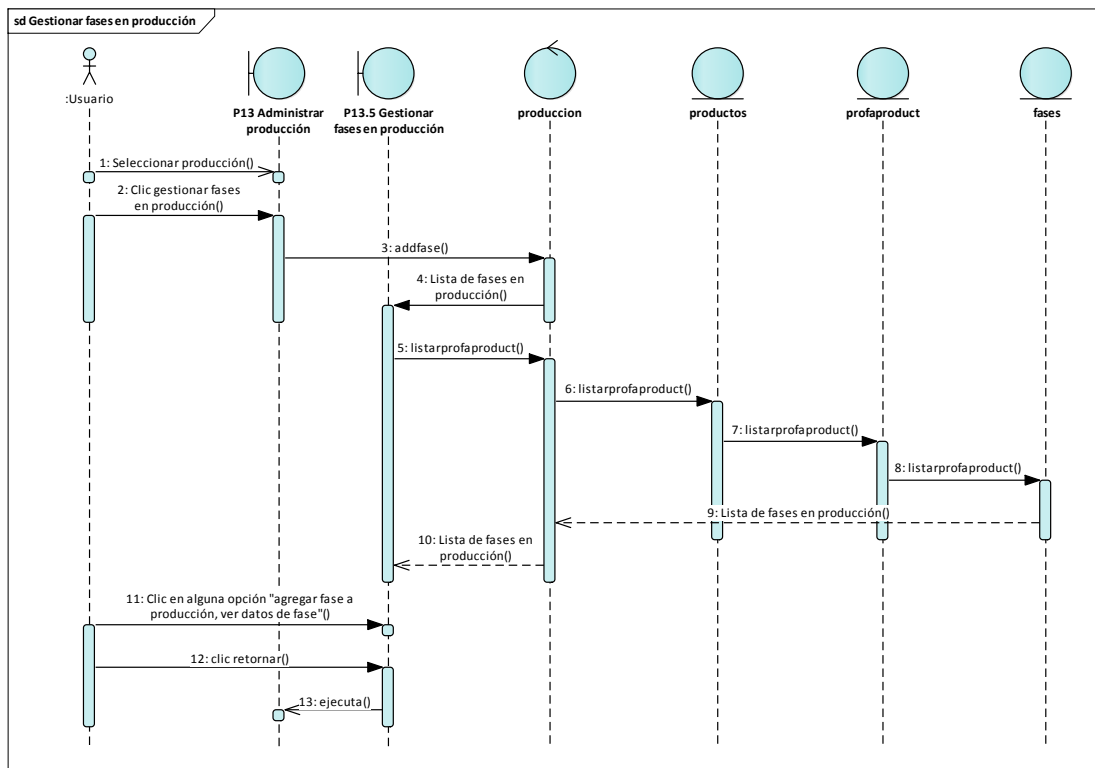 sd Gestionar fases en producción
:Usuario
P13 Administrar
producción
P13.5 Gestionar
fases en producción
produccion
productos
profaproduct
fases
1: Seleccionar producción()
2: Clic gestionar fases
en producción()
3: addfase()
4: Lista de fases en
producción()
5: listarprofaproduct()
6: listarprofaproduct()
7: listarprofaproduct()
8: listarprofaproduct()
9: Lista de fases en producción()
10: Lista de fases en
producción()
11: Clic en alguna opción "agregar fase a
producción, ver datos de fase"()
12: clic retornar()
13: ejecuta()